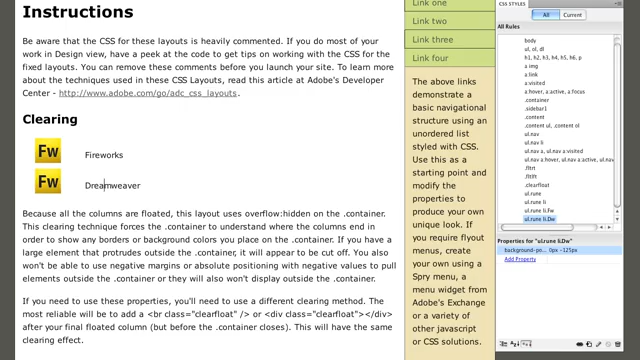 Instructions
Be aware that the CSS for these layouts is heavily commented. If you do most of your
work in Design view, have a peek at the code to get tips on working with the CSS for the
fixed layouts. You can remove these comments before you launch your site. To learn more
about the techniques used in these CSS Layouts, read this article at Adobe's Developer
Center - http://www.adobe.com/go/adc_css_layouts.
Clearing
Fw
Fireworks
Fw
Dreamweaver
Because all the columns are floated, this layout uses overflow:hidden on the .container.
This clearing technique forces the .container to understand where the columns end in
order to show any borders or background colors you place on the .container. If you have a
large element that protrudes outside the .container, it will appear to be cut off. You also
won't be able to use negative margins or absolute positioning with negative values to pull
elements outside the .container or they will also won't display outside the .container.
If you need to use these properties, you'll need to use a different clearing method. The
most reliable will be to add a <br class="clearfloat" /> or <div class="clearfloat"></div>
after your final floated column (but before the .container closes). This will have the same
clearing effect.
Link one
Link two
Link three
Link four
The above links
demonstrate a
basic navigational
structure using an
unordered list
styled with CSS.
Use this as a
starting point and
modify the
properties to
produce your own
unique look. If
you require flyout
menus, create
your own using a
Spry menu, a
menu widget from
Adobe's Exchange
or a variety of
other javascript
or CSS solutions.
CSS STYLES
All
Current
All Rules
body
ul, ol, dl
h1, h2, h3, h4, h5, h6, p
a img
a:link
a:visited
a:hover, a:active, a:focus
.container
.sidebar1
.content
.content ul, .content ol
ul.nav
ul.nav li
ul.nav a, ul.nav a:visited
ul.nav a:hover, ul.nav a:active, ul.nav
.fltrt
.fltlft
.clearfloat
ul.rune
ul.rune li
ul.rune li.Fw
ul.rune li.Dw
Properties for "ul.rune li.Dw"
background-po... 0px -125px
Add Property